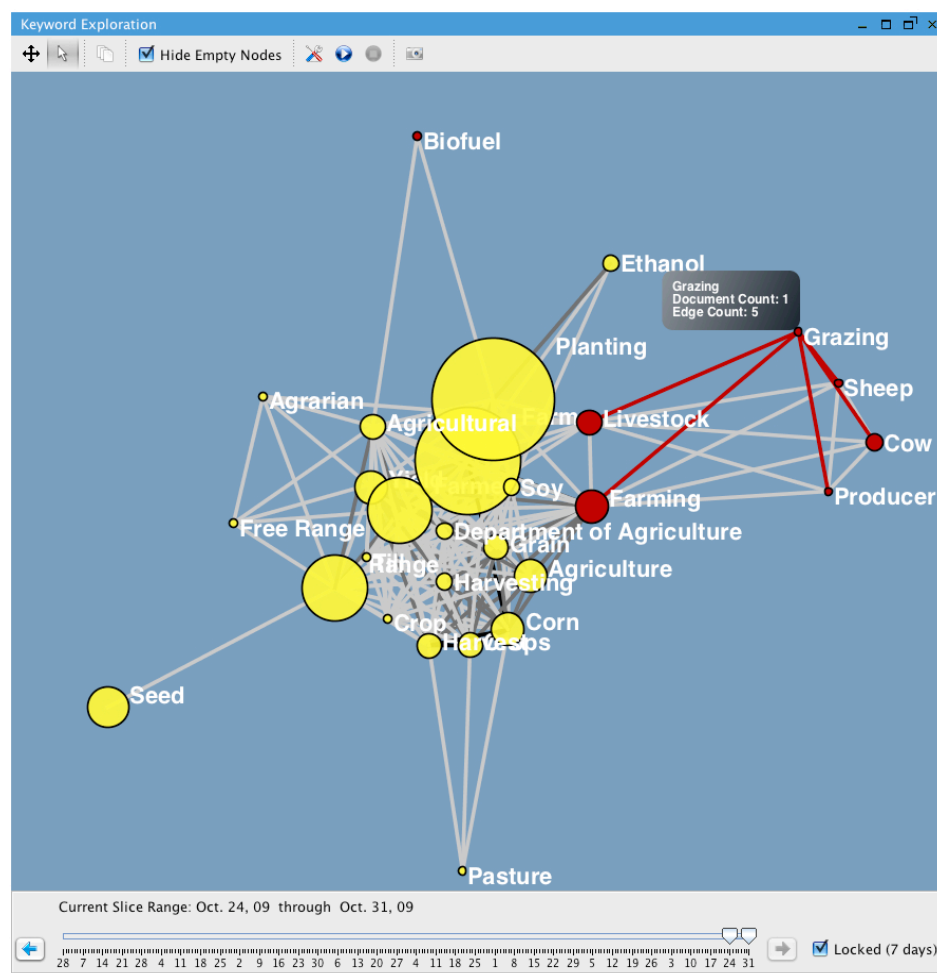 Keyword Exploration
Hide Empty Nodes
Biofuel
Ethanol
Grazing
Document Count: 1
Edge Count: 5
Planting
Grazing
Sheep
Agrarian
Agricultural
Farm
Livestock
Cow
Soy
Farming
Producer
Free Range
Department of Agriculture
Grain
Range
Agriculture
Harvesting
Crop
Corn
Harvest
Seed
Pasture
Current Slice Range: Oct. 24, 09 through Oct. 31, 09
28 7 14 21 28 4 11 18 25 2 9 16 23 30 6 13 20 27 4 11 18 25 1 8 15 22 29 5 12 19 26 3 10 17 24 31
Locked (7 days)